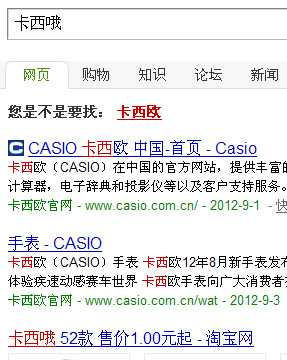 卡西哦
网页 购物 知识 论坛 新闻
您是不是要找： 卡西欧
CASIO 卡西欧 中国-首页 - Casio
卡西欧（CASIO）在中国的官方网站，提供丰富的
计算器，电子辞典和投影仪等以及客户支持服务。
卡西欧官网 - www.casio.com.cn/ - 2012-9-1 - 快
手表 - CASIO
卡西欧（CASIO）手表 卡西欧12年8月新手表发布
体验疾速动感赛车世界 卡西欧手表向广大消费者
卡西欧官网 - www.casio.com.cn/wat - 2012-9-3
卡西哦 52款 售价1.00元起 - 淘宝网